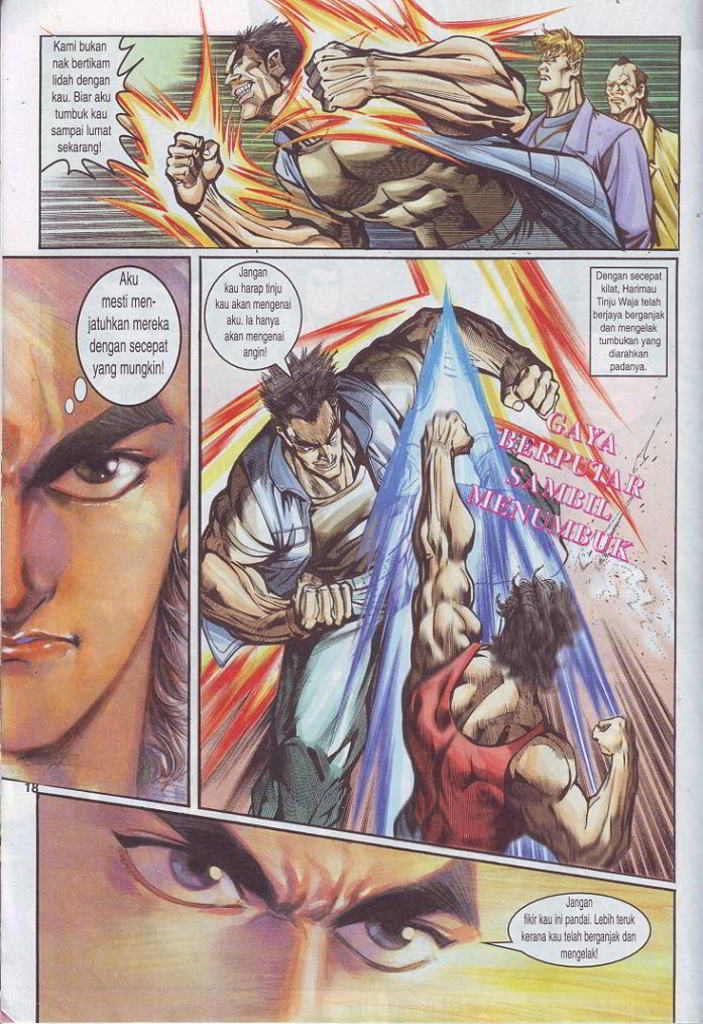 Kami bukan
nak bertikam
lidah dengan
kau. Biar aku
tumbuk kau
sampai lumat
sekarang!
Aku
mesti men-
jatuhkan mereka
dengan secepat
yang mungkin!
Jangan
kau harap tinju
kau akan mengenai
aku. Ia hanya
akan mengenai
angin!
Dengan secepat
kilat, Harimau
Tinju Waja telah
berjaya berganjak
dan mengelak
tumbukan yang
diarahkan
padanya.
GAYA
BERPUTAR
SAMBIL
MENUMBUK
18
Jangan
fikir kau ini pandai. Lebih teruk
kerana kau telah berganjak dan
mengelak!